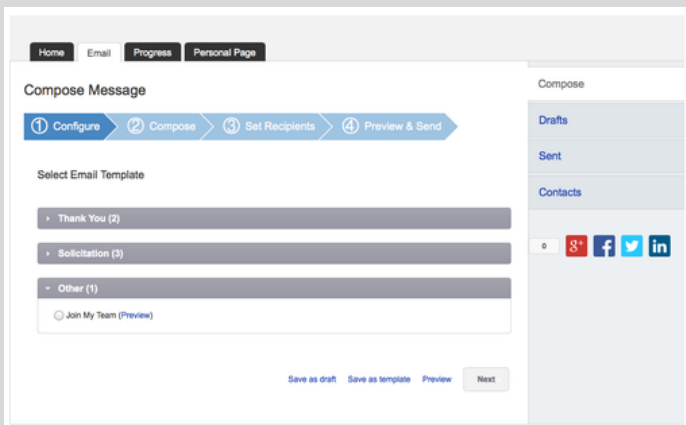 Home Email Progress Personal Page
Compose Message
1 Configure 2 Compose 3 Set Recipients 4 Preview & Send
Select Email Template
Thank You (2)
Solicitation (3)
Other (1)
Join My Team (Preview)
Save as draft Save as template Preview Next
Compose
Drafts
Sent
Contacts
0 8+ f in